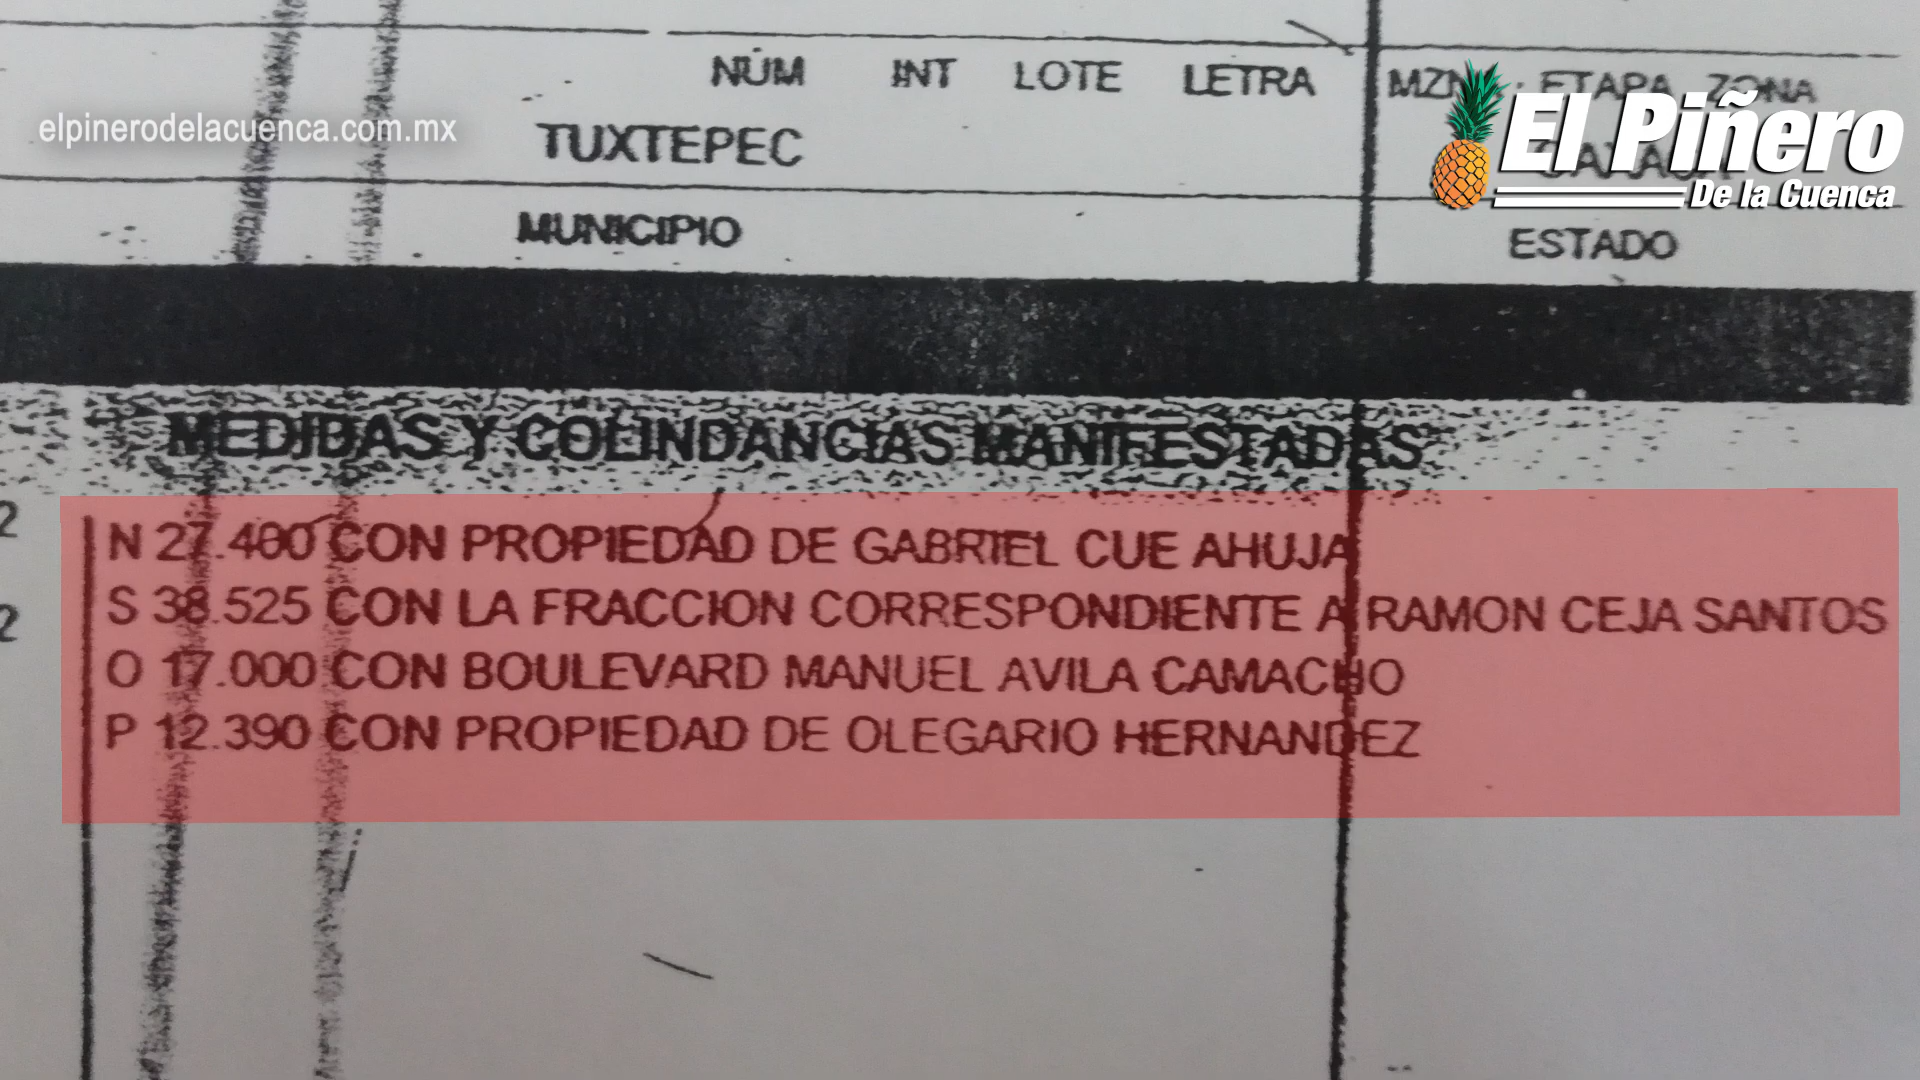 NÚM INT LOTE LETRA MZN ETAPA ZONA
elpinerodelacuenca.com.mx
TUXTEPEC
El Piñero
De la Cuenca
MUNICIPIO
ESTADO
MEDIDAS Y COLINDANCIAS MANIFESTADAS
2
N 27.400 CON PROPIEDAD DE GABRIEL CUE AHUJA
2
S 38.525 CON LA FRACCION CORRESPONDIENTE A RAMON CEJA SANTOS
O 17.000 CON BOULEVARD MANUEL AVILA CAMACHO
P 12.390 CON PROPIEDAD DE OLEGARIO HERNANDEZ